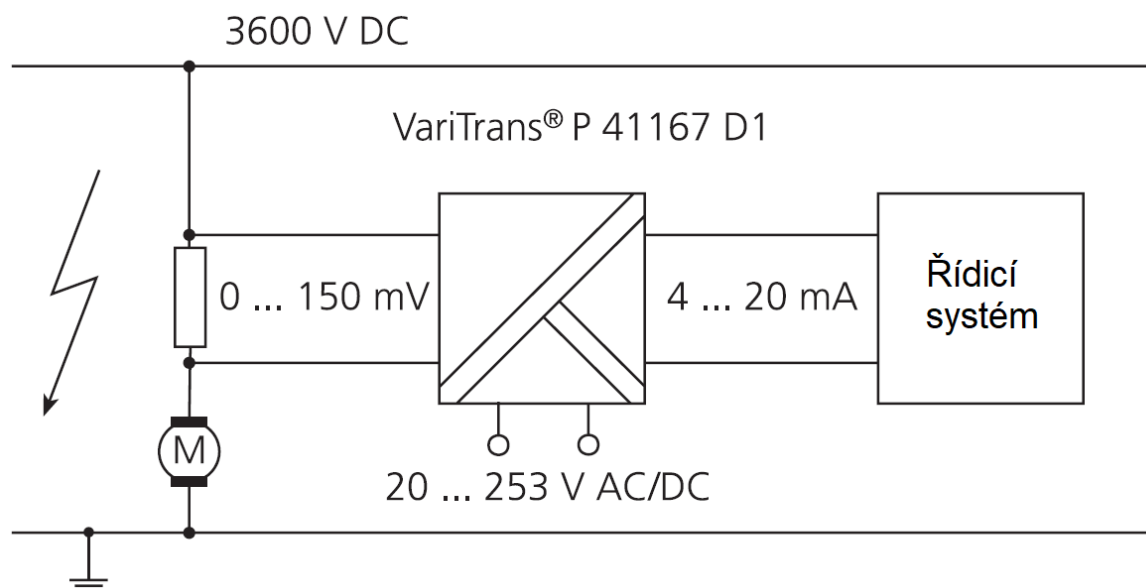 3600 V DC
VariTrans® P 41167 D1
0 ... 150 mV
4 ... 20 mA
Řídicí
systém
M
20 ... 253 V AC/DC